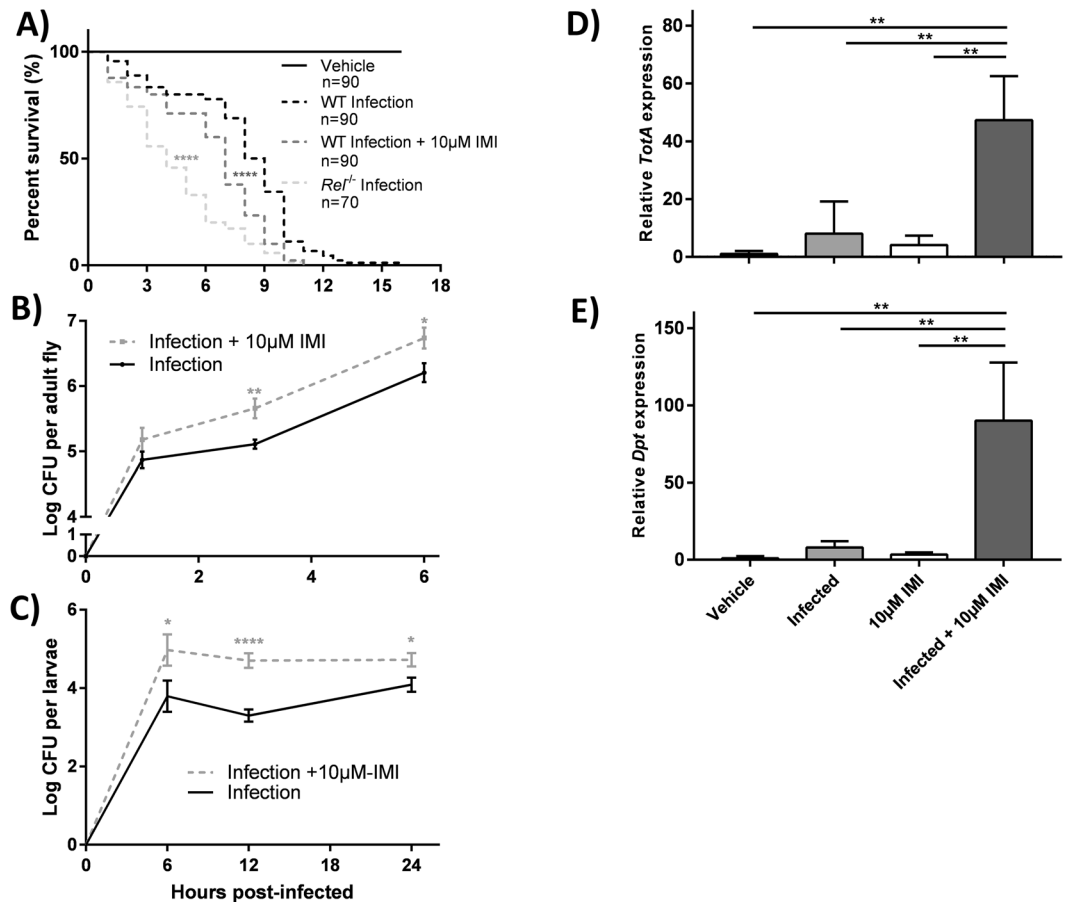 A)
Percent survival (%)
100
50
0
0 3 6 9 12 15 18
Vehicle
n=90
WT Infection
n=90
WT Infection + 10µM IMI
n=90
Rel-/- Infection
n=70
****
****
B)
Log CFU per adult fly
7
6
5
4
1
0
0 2 4 6
Infection + 10µM IMI
Infection
**
*
C)
Log CFU per larvae
6
4
2
0
0 6 12 24
*
****
*
Infection +10µM-IMI
Infection
Hours post-infected
D)
Relative TotA expression
80
60
40
20
0
**
**
**
E)
Relative Dpt expression
150
100
50
0
**
**
**
Vehicle
Infected
10µM IMI
Infected + 10µM IMI